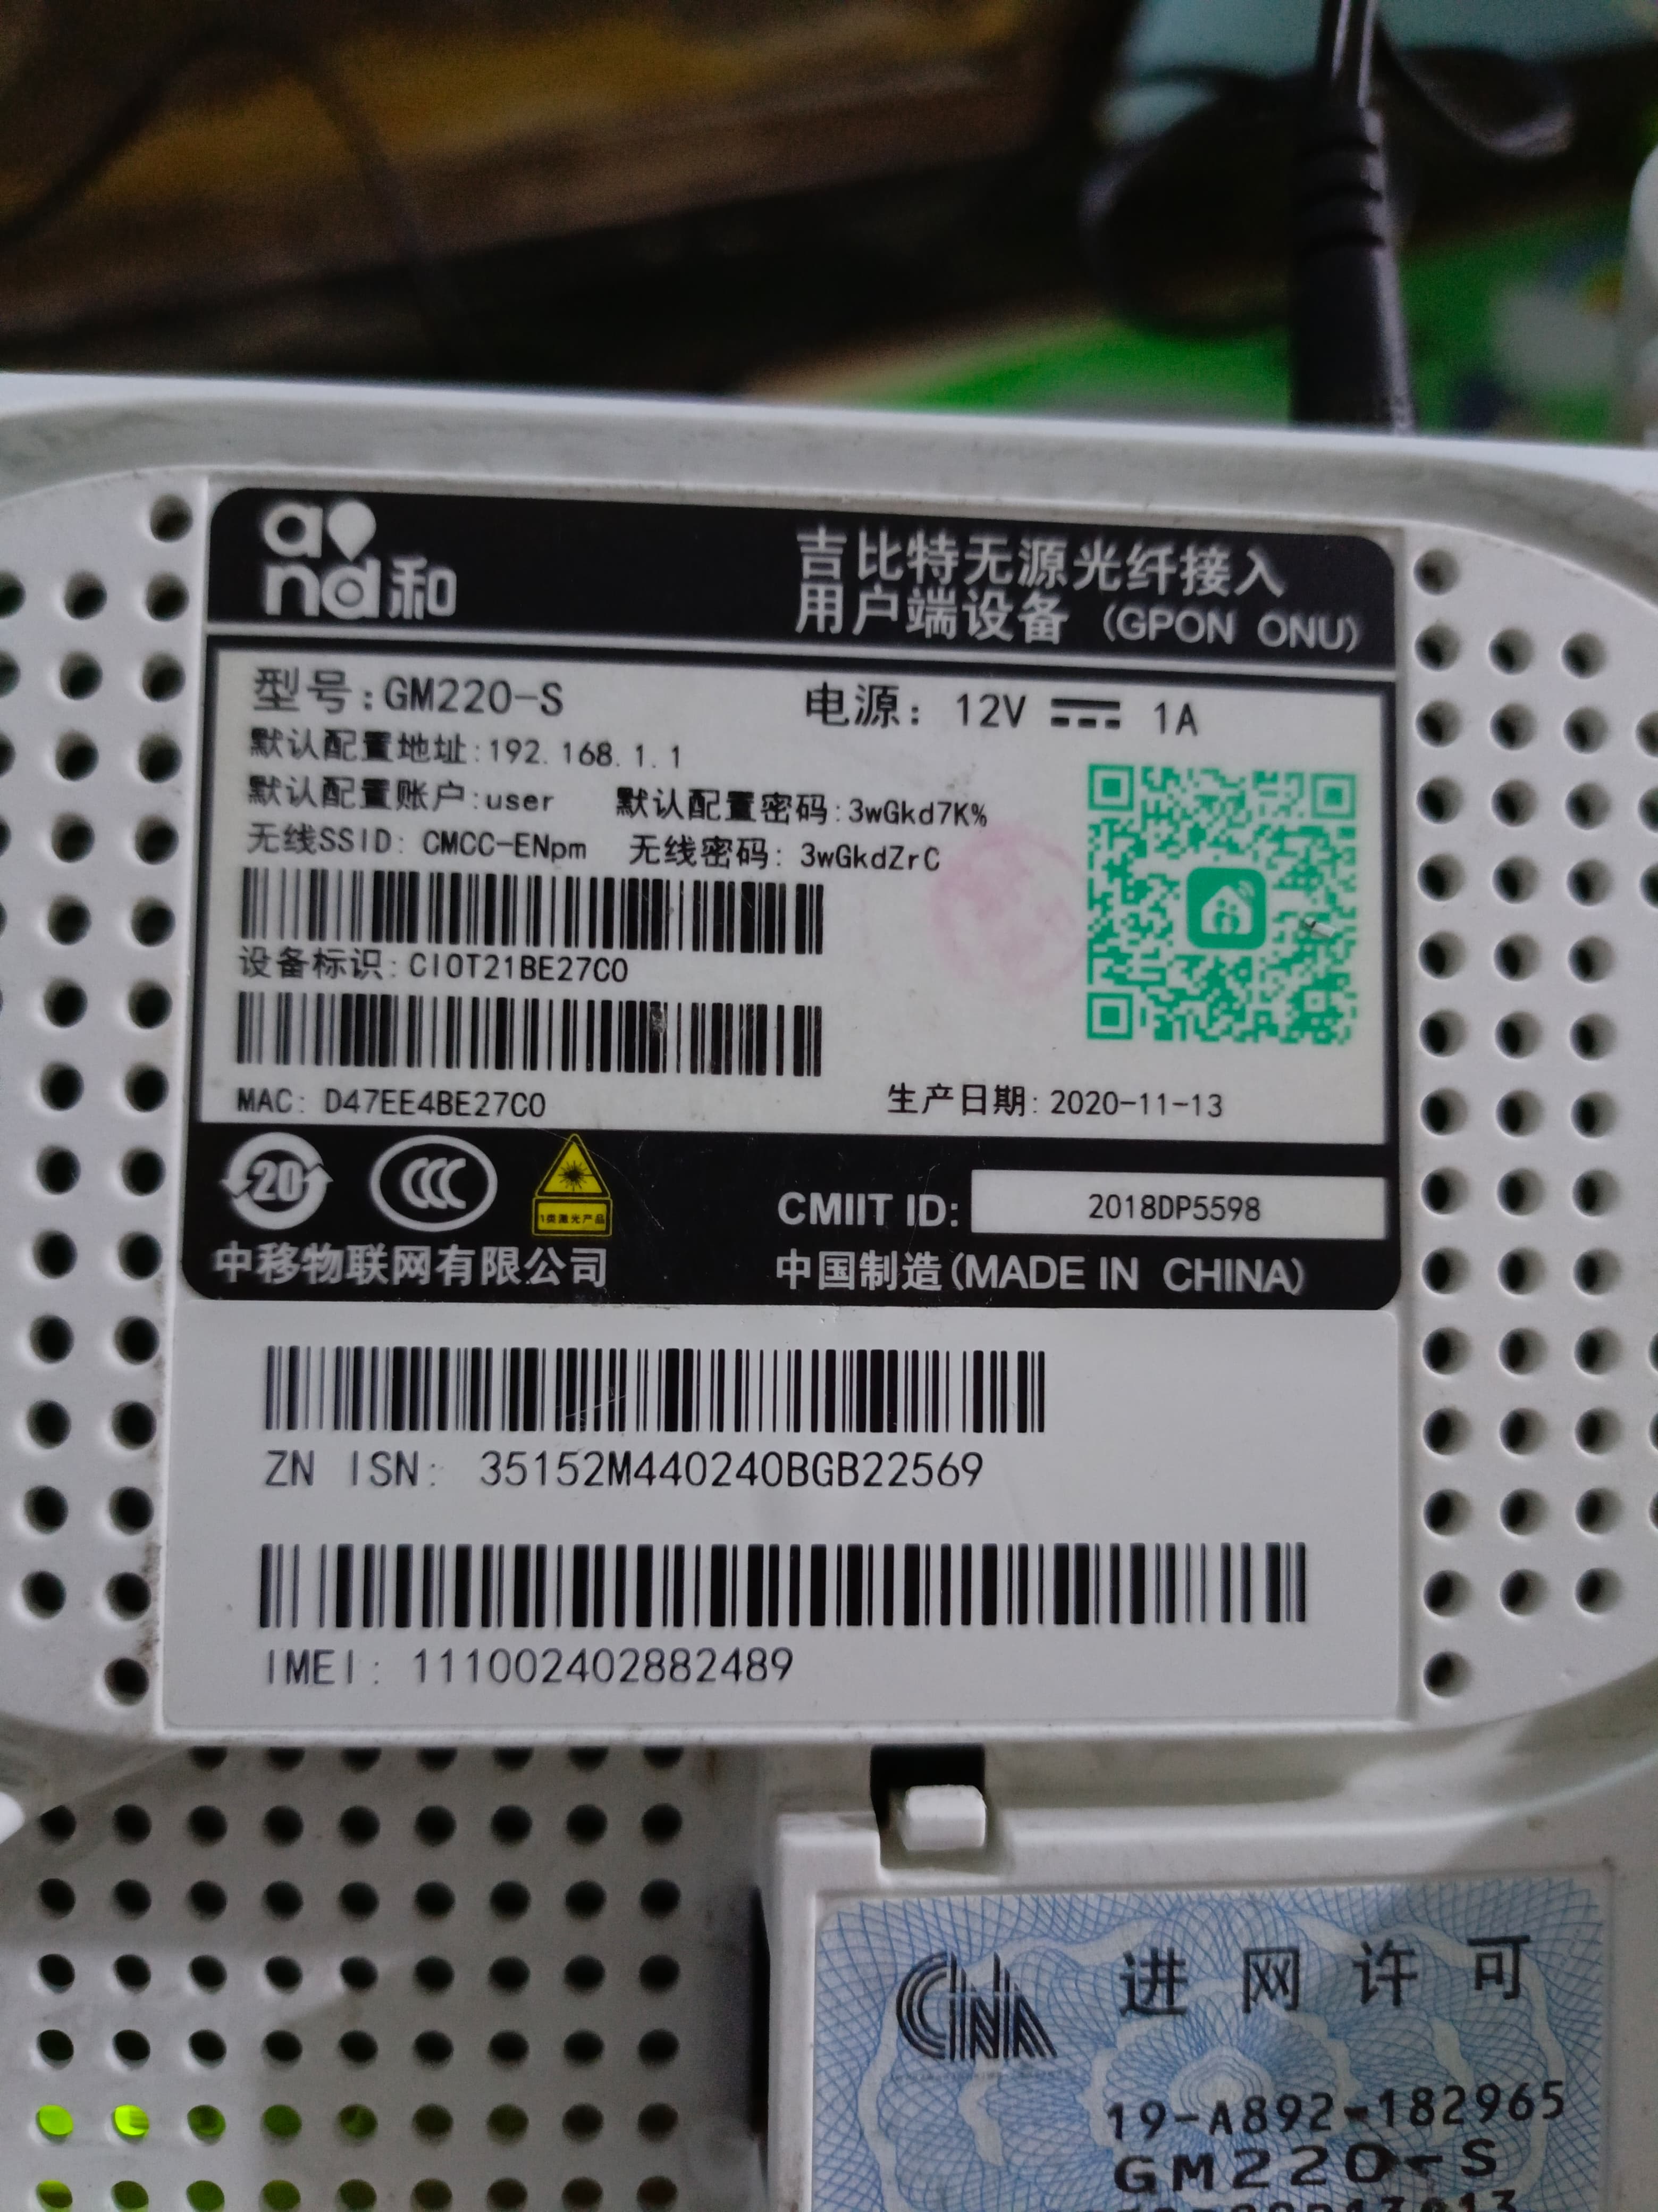 and和
吉比特无源光纤接入
用户端设备 (GPON ONU)
型号:GM220-S 电源: 12V 1A
默认配置地址:192.168.1.1
默认配置账户:user 默认配置密码:3wGkd7K%
无线SSID: CMCC-ENpm 无线密码: 3wGkdZrC
设备标识:CIOT21BE27C0
MAC: D47EE4BE27C0 生产日期: 2020-11-13
20 CCC
1类激光产品
CMIIT ID: 2018DP5598
中移物联网有限公司 中国制造(MADE IN CHINA)
ZN ISN: 35152M440240BGB22569
IMEI: 111002402882489
CNA 进网许可
19-A892-182965
GM220-S